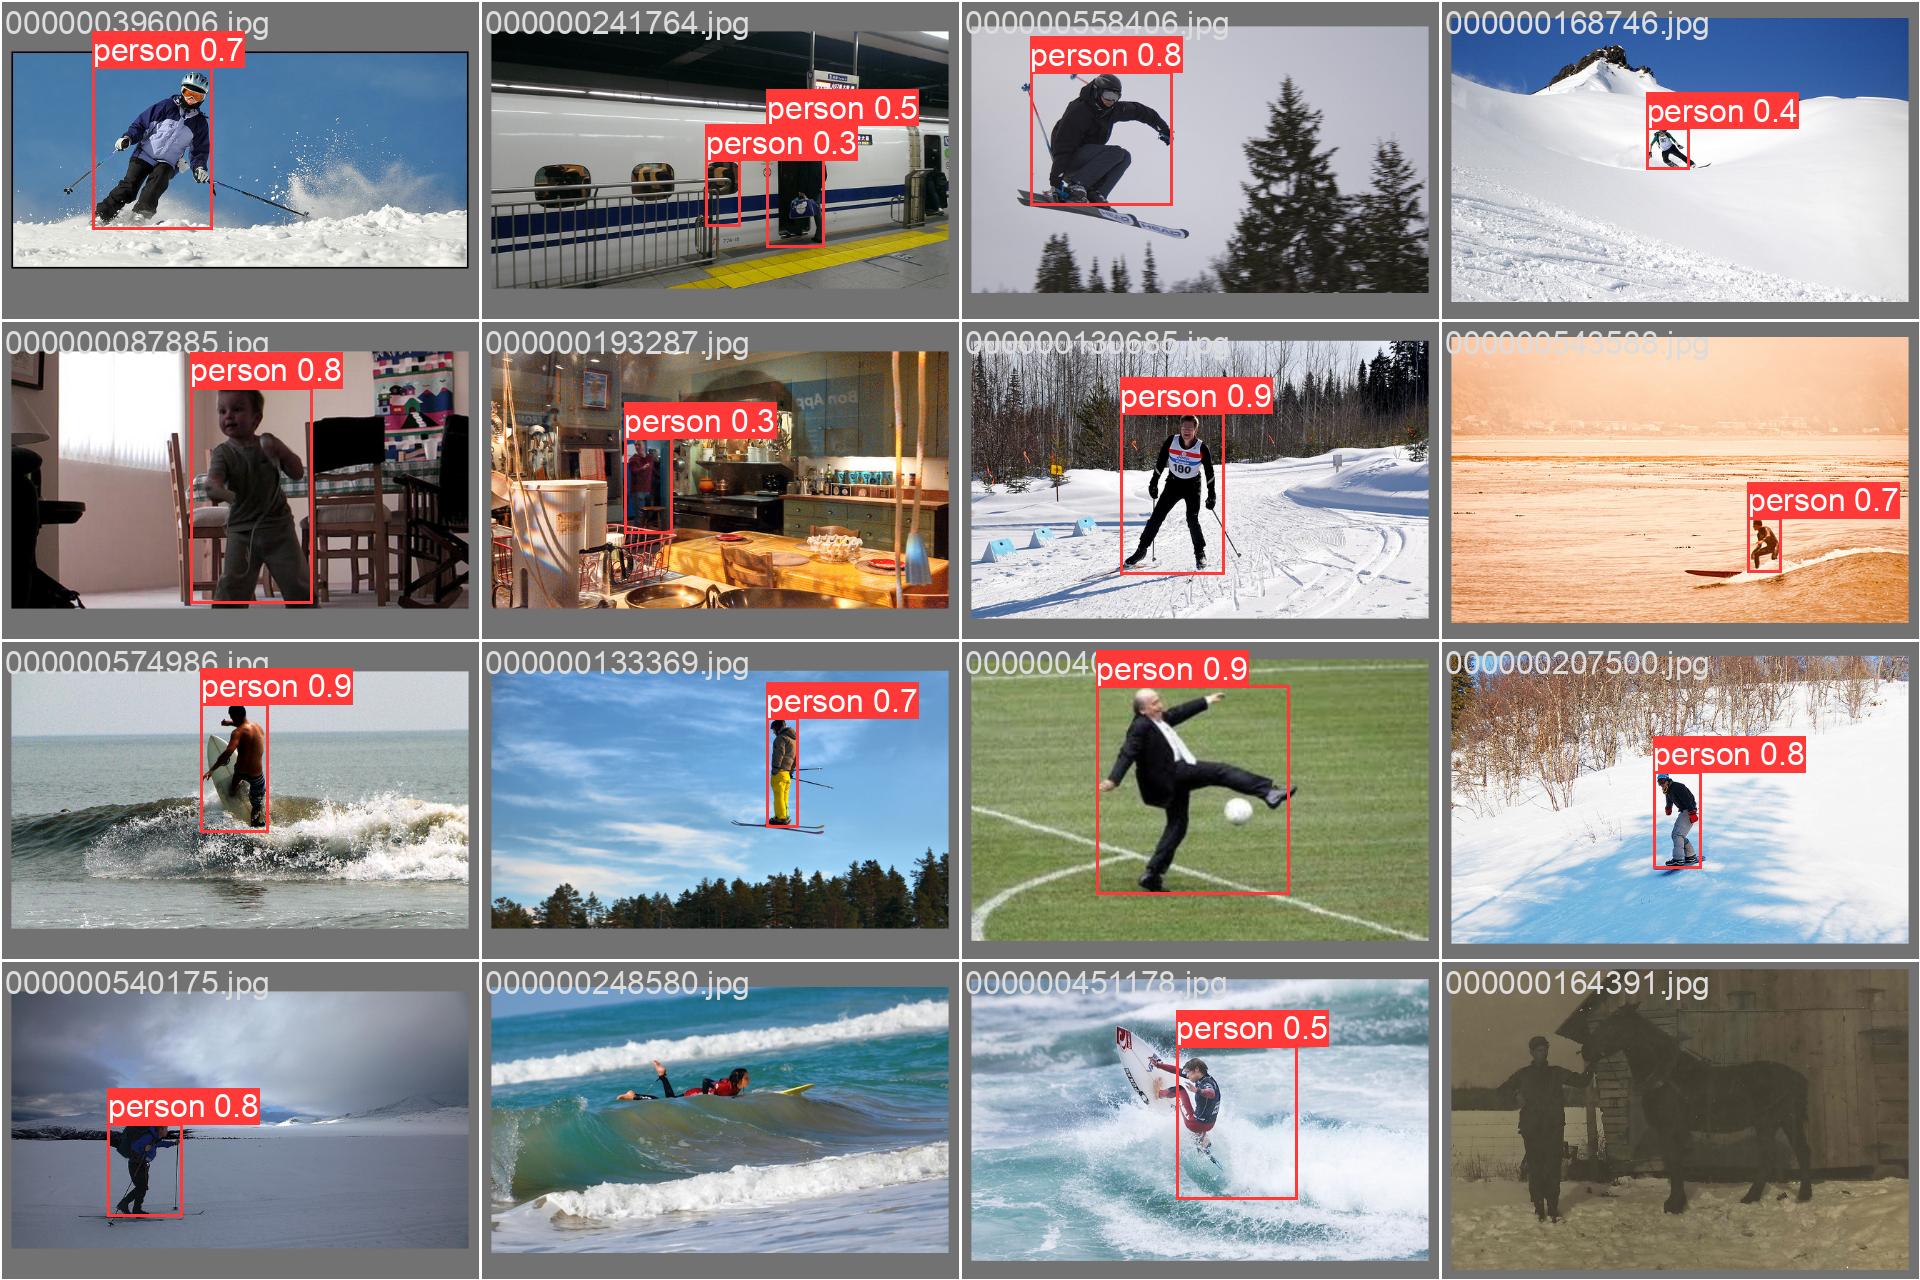 000000396006.jpg
person 0.7
000000241764.jpg
person 0.5
person 0.3
000000558406.jpg
person 0.8
HEAD
000000168746.jpg
person 0.4
000000087885.jpg
person 0.8
000000193287.jpg
person 0.3
000000130685.jpg
person 0.9
180
000000543588.jpg
person 0.7
000000574986.jpg
person 0.9
000000133369.jpg
person 0.7
00000040
person 0.9
000000207500.jpg
person 0.8
000000540175.jpg
person 0.8
000000248580.jpg
000000451178.jpg
person 0.5
000000164391.jpg